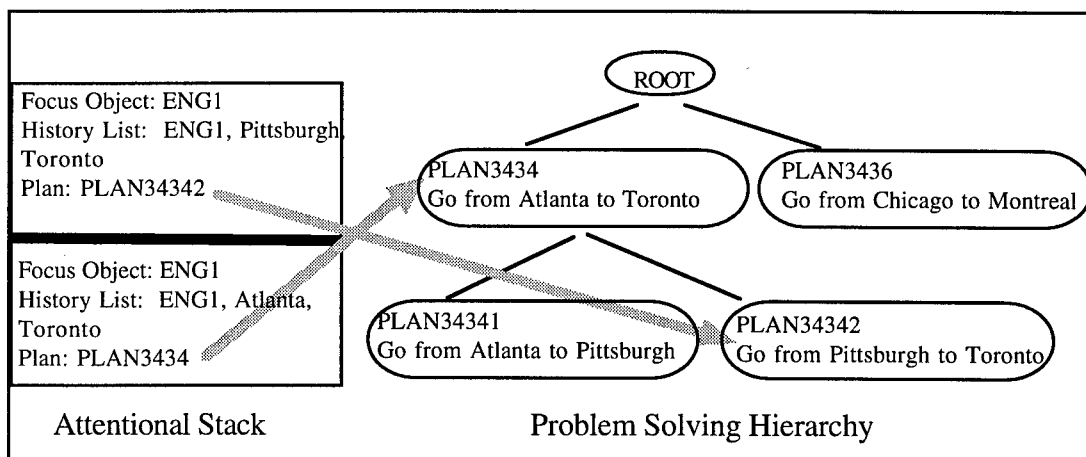 Focus Object: ENG1
History List: ENG1, Pittsburgh,
Toronto
Plan: PLAN34342
Focus Object: ENG1
History List: ENG1, Atlanta,
Toronto
Plan: PLAN3434
Attentional Stack
ROOT
PLAN3434
Go from Atlanta to Toronto
PLAN3436
Go from Chicago to Montreal
PLAN34341
Go from Atlanta to Pittsburgh
PLAN34342
Go from Pittsburgh to Toronto
Problem Solving Hierarchy